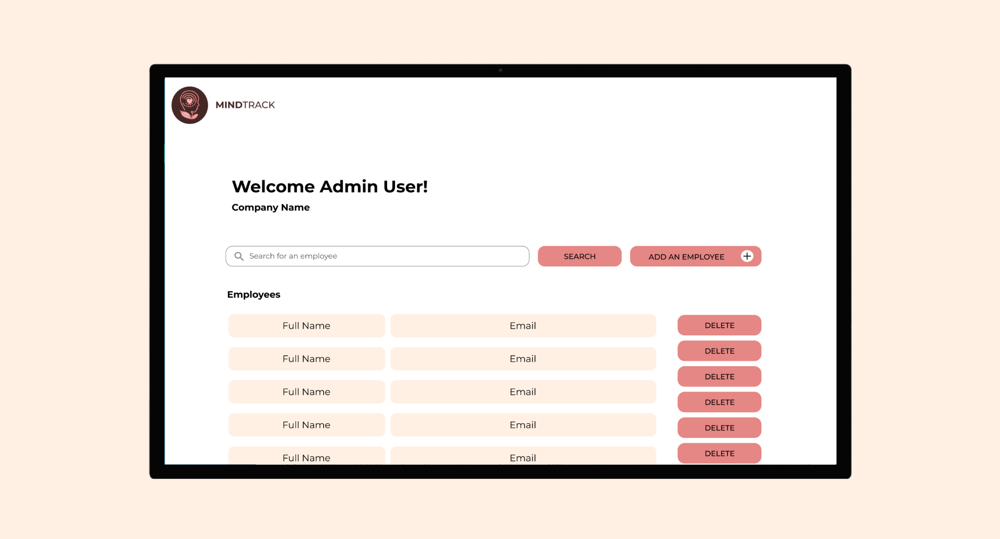 MINDTRACK
Welcome Admin User!
Company Name
Search for an employee
SEARCH
ADD AN EMPLOYEE
Employees
Full Name Email DELETE
Full Name Email DELETE
Full Name Email DELETE
Full Name Email DELETE
DELETE
Full Name Email DELETE